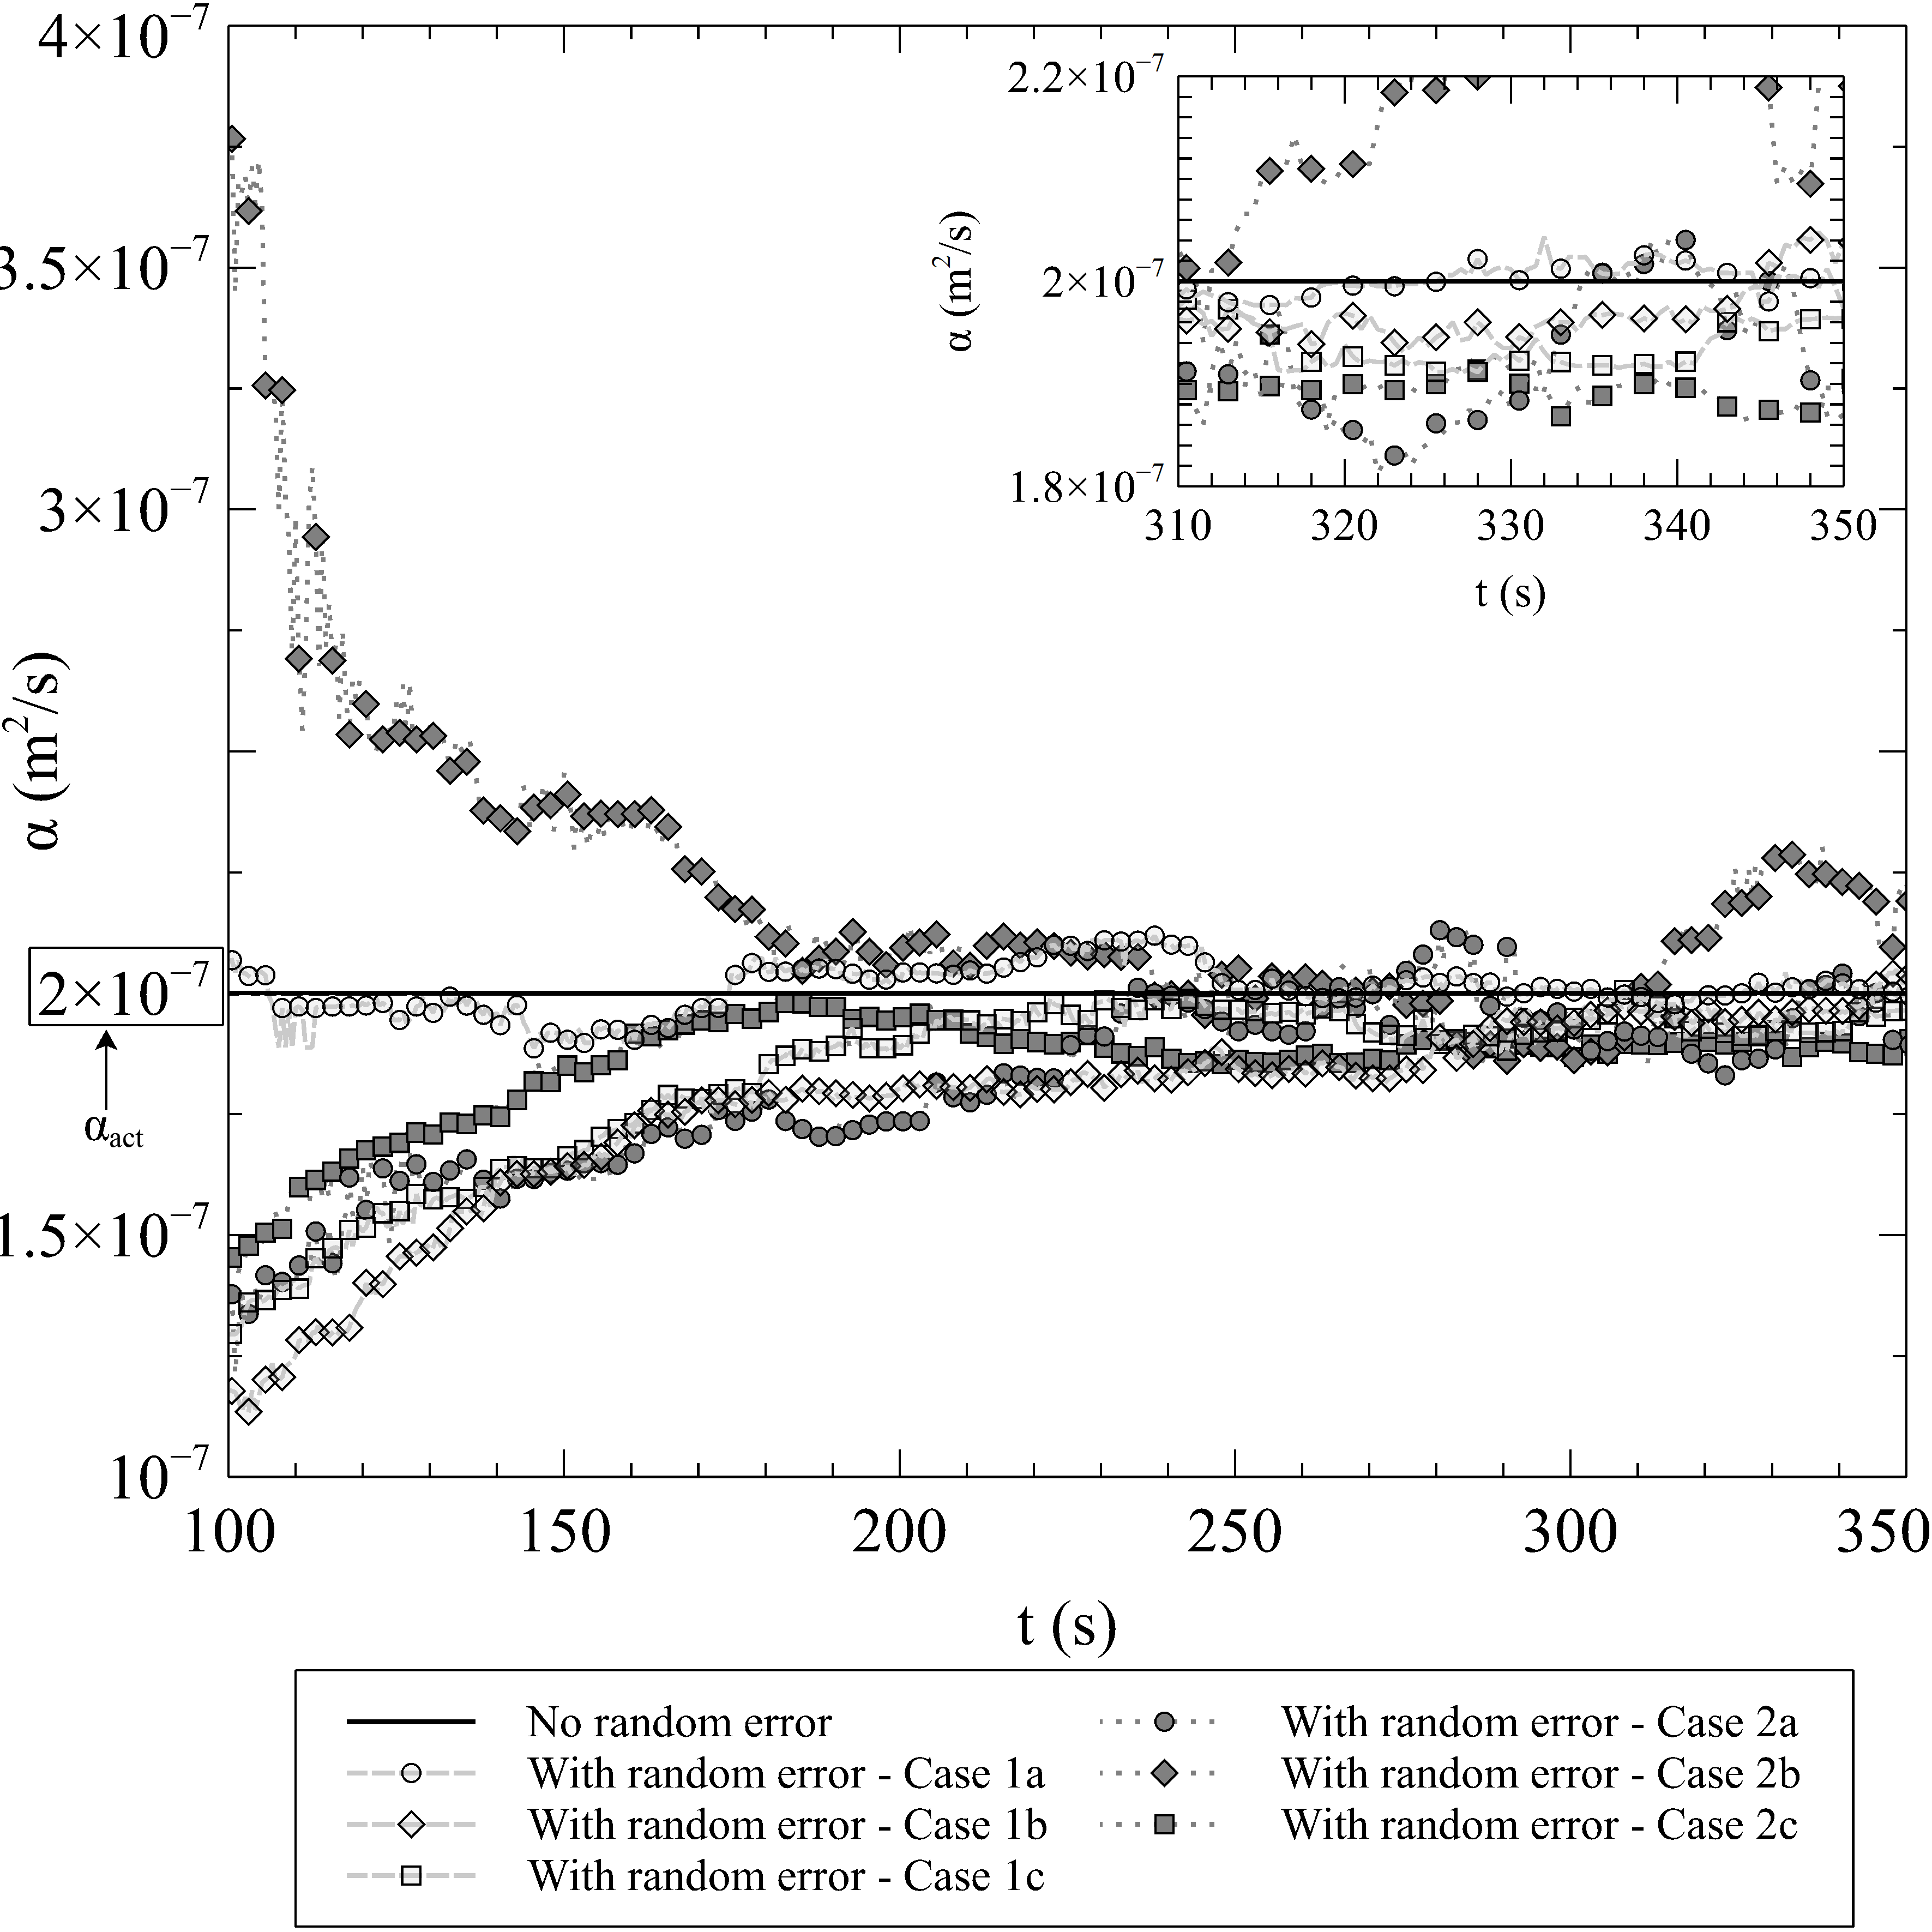 4×10⁻⁷
3.5×10⁻⁷
3×10⁻⁷
2×10⁻⁷
1.5×10⁻⁷
10⁻⁷
α (m²/s)
αact
100 150 200 250 300 350
t (s)
2.2×10⁻⁷
2×10⁻⁷
1.8×10⁻⁷
α (m²/s)
310 320 330 340 350
t (s)
No random error
With random error - Case 1a
With random error - Case 1b
With random error - Case 1c
With random error - Case 2a
With random error - Case 2b
With random error - Case 2c